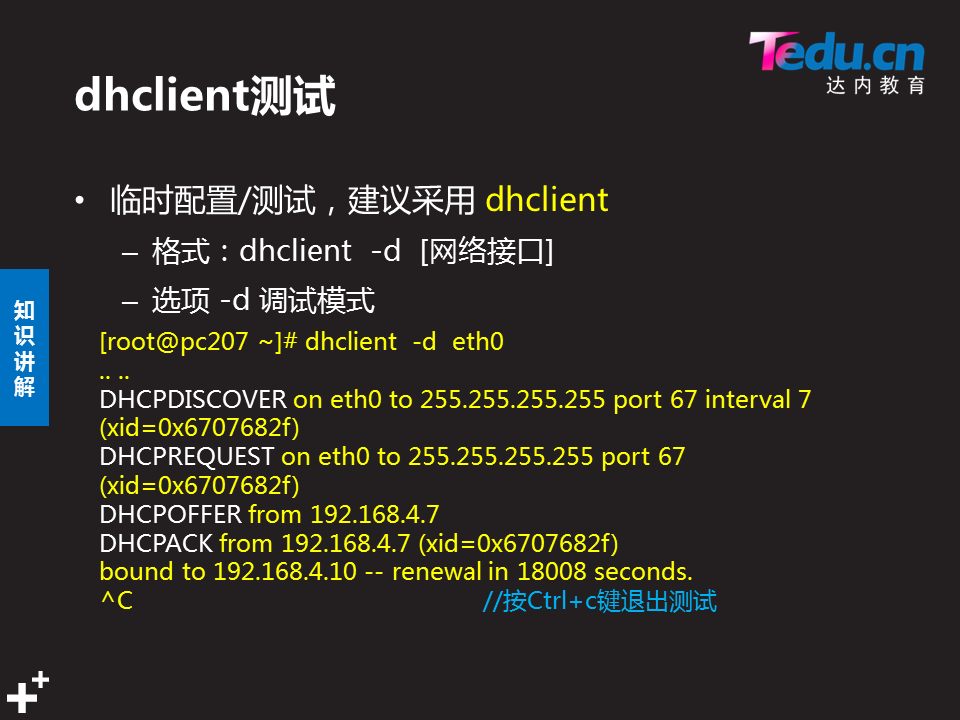 Tedu.cn
达内教育
dhclient测试
• 临时配置/测试，建议采用 dhclient
– 格式：dhclient -d [网络接口]
– 选项 -d 调试模式
知识讲解
[root@pc207 ~]# dhclient -d eth0
.. ..
DHCPDISCOVER on eth0 to 255.255.255.255 port 67 interval 7
(xid=0x6707682f)
DHCPREQUEST on eth0 to 255.255.255.255 port 67
(xid=0x6707682f)
DHCPOFFER from 192.168.4.7
DHCPACK from 192.168.4.7 (xid=0x6707682f)
bound to 192.168.4.10 -- renewal in 18008 seconds.
^C //按Ctrl+c键退出测试